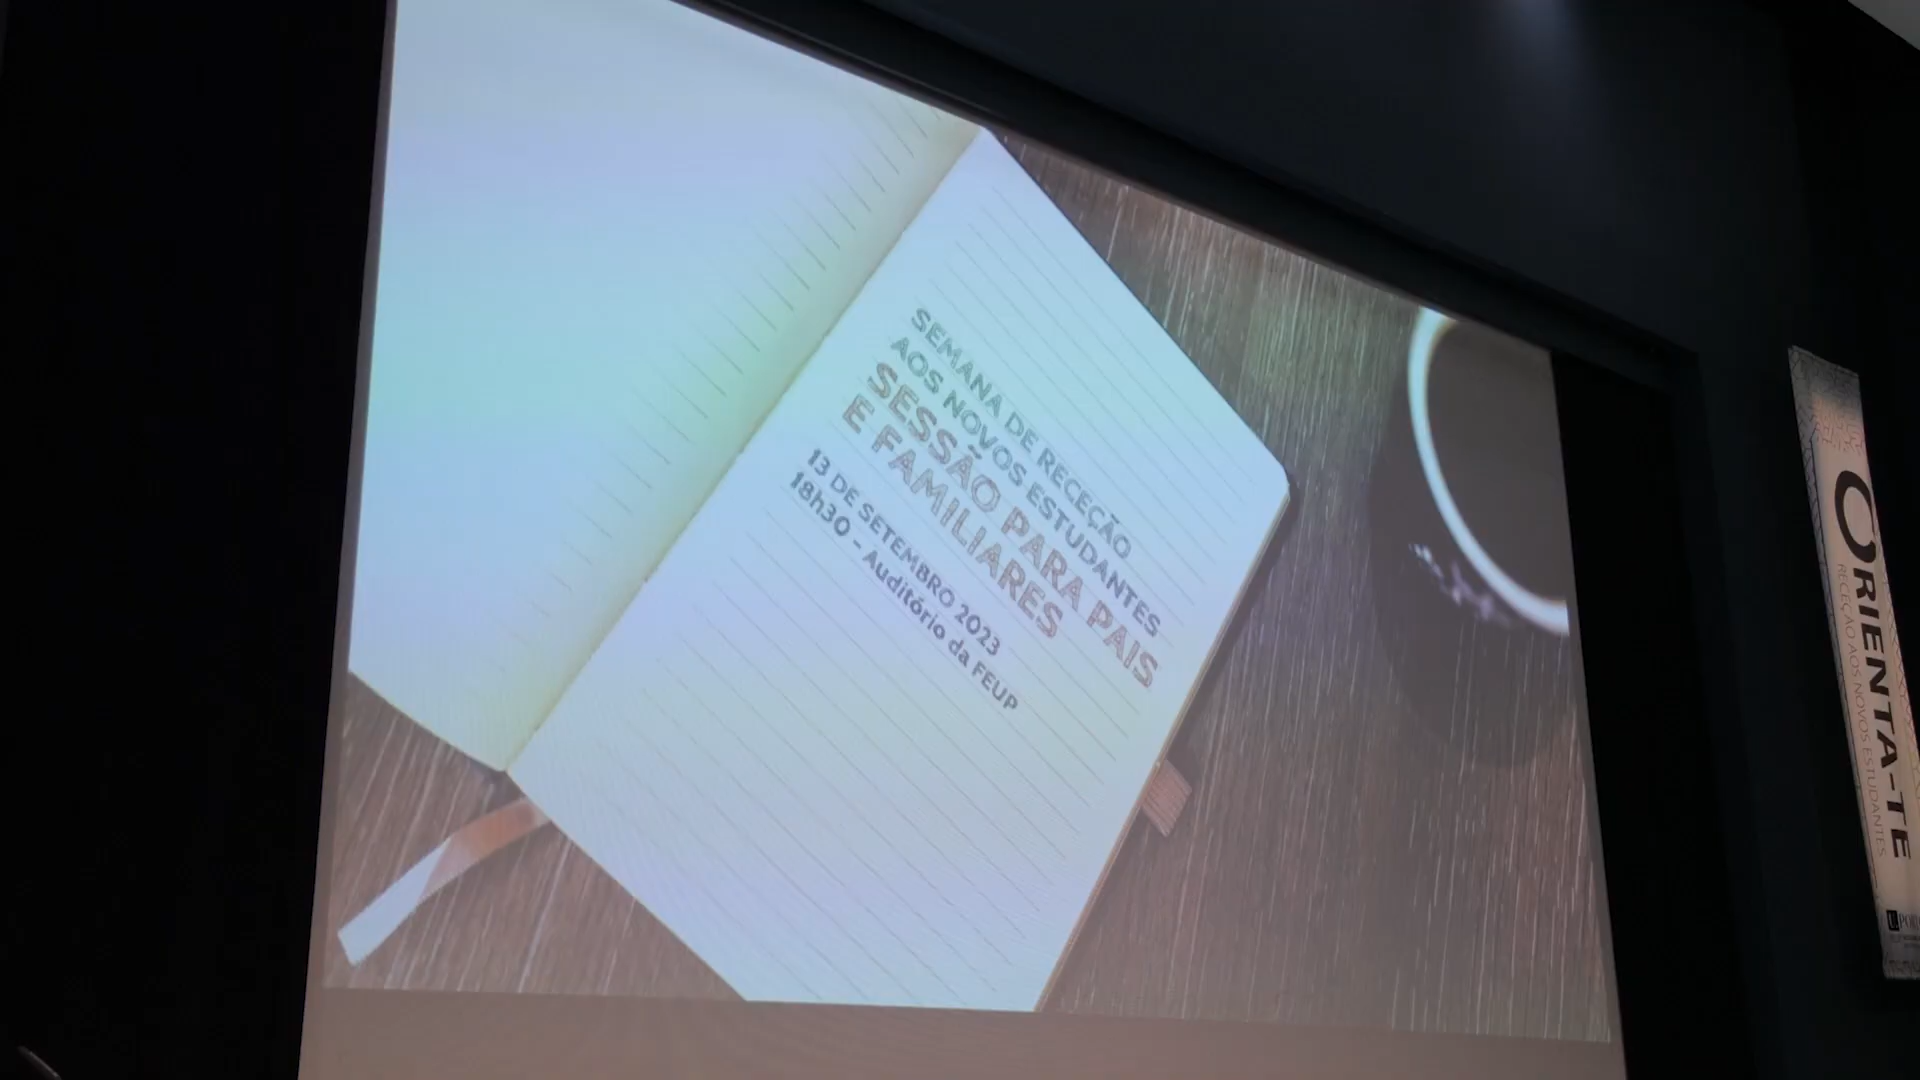 SEMANA DE RECEÇÃO
AOS NOVOS ESTUDANTES
SESSÃO PARA PAIS
E FAMILIARES
13 DE SETEMBRO 2023
18h30 - Auditório da FEUP
ORIENTA-TE
RECEÇÃO AOS NOVOS ESTUDANTES